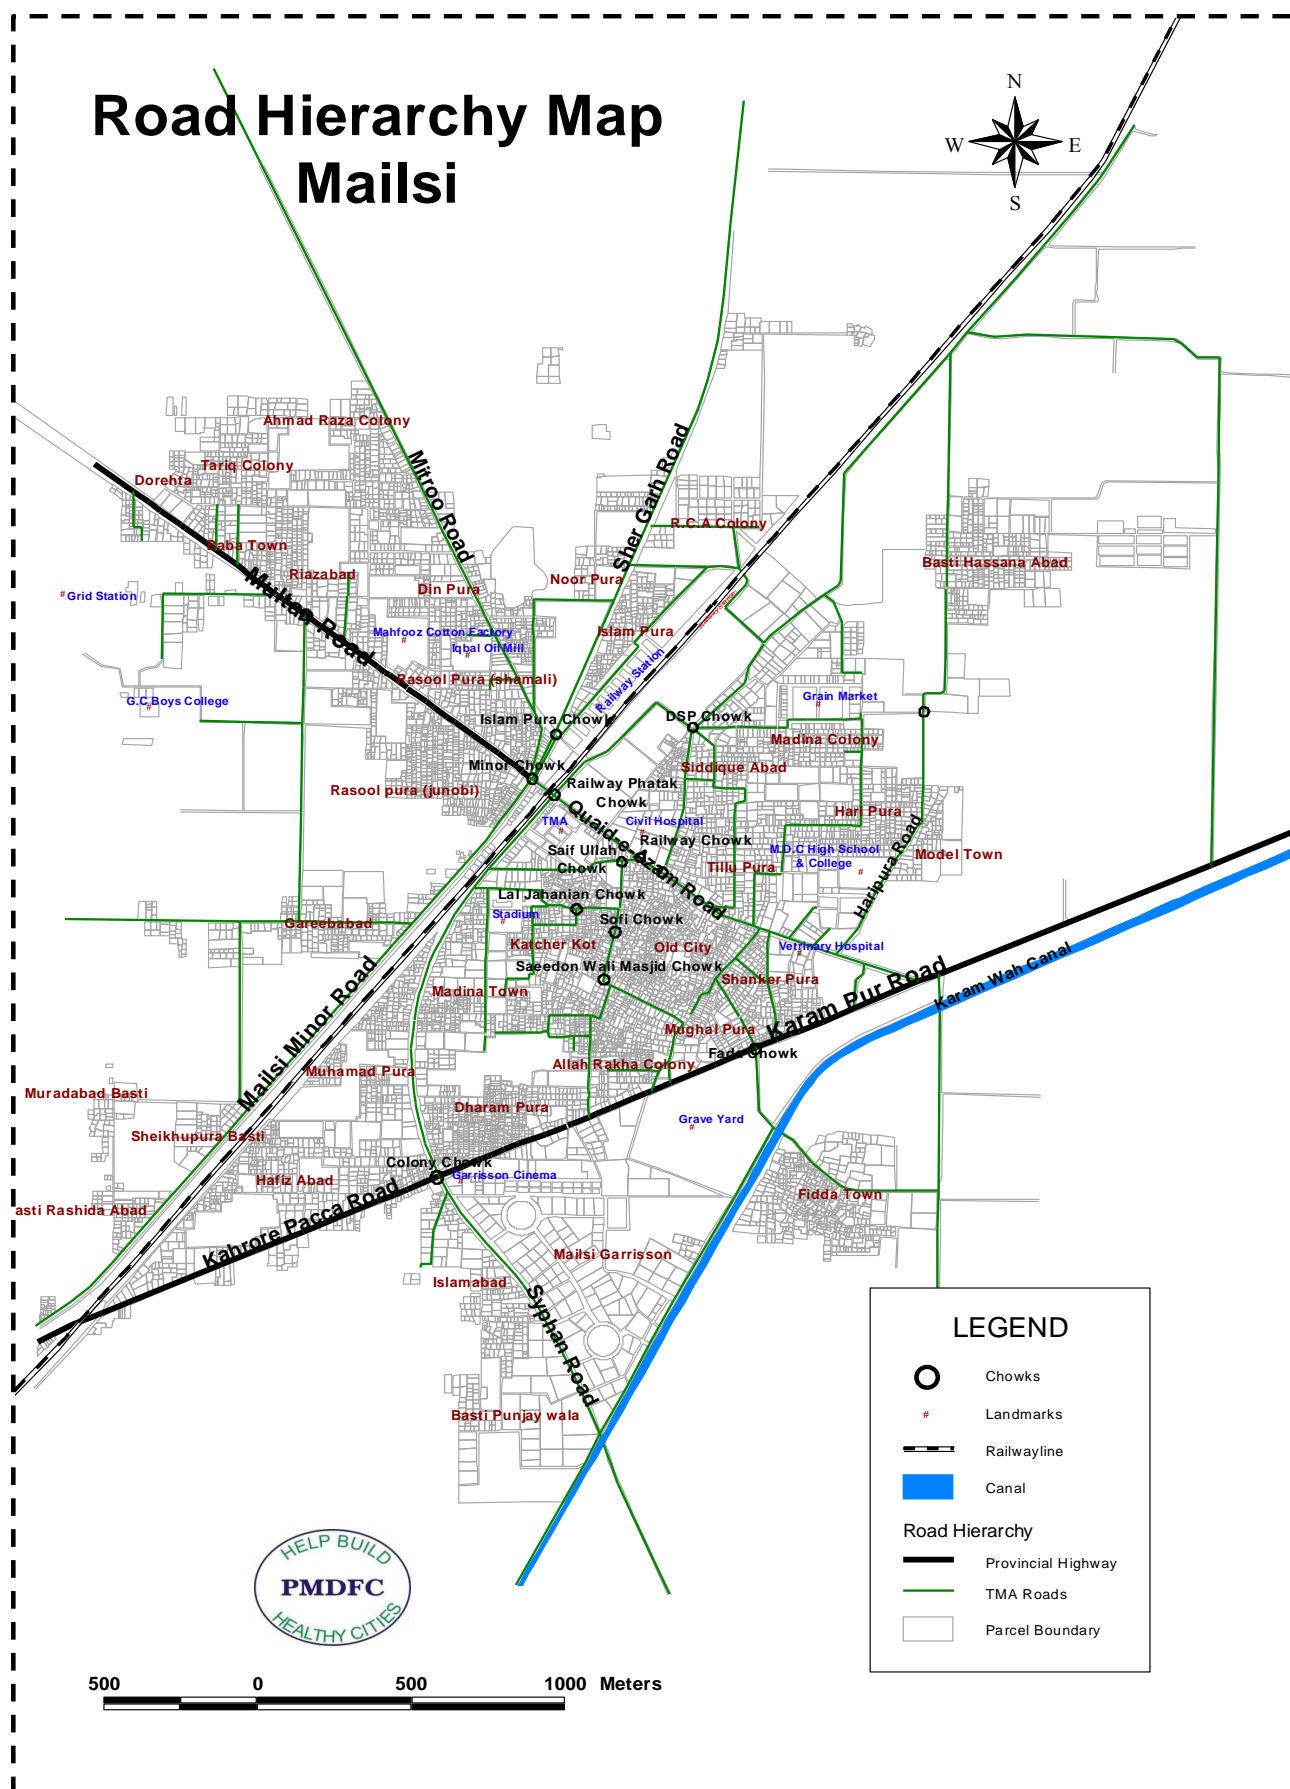 Road Hierarchy Map
Mailsi
N
W
E
S
Ahmad Raza Colony
Tariq Colony
Dorehta
Mitroo Road
Sher Garh Road
R.C.A Colony
Baba Town
Riazabad
Multan Road
Din Pura
Noor Pura
Basti Hassana Abad
Grid Station
Mahfooz Cotton Factory
Iqbal Oil Mill
Islam Pura
Rasool Pura (shamali)
Railway Station
G.C Boys College
Grain Market
Islam Pura Chowk
DSP Chowk
Madina Colony
Minor Chowk
Siddique Abad
Rasool pura (junobi)
Railway Phatak
Chowk
Quaid-o-Azam Road
TMA
Civil Hospital
Hari Pura
Railway Chowk
Saif Ullah
Chowk
M.D.C High School
& College
Model Town
Tillu Pura
Haripura Road
Lal Jahanian Chowk
Stadium
Sofi Chowk
Gareebabad
Katcher Kot
Old City
Vetrinary Hospital
Saeedon Wali Masjid Chowk
Shanker Pura
Madina Town
Karam Pur Road
Karam Wah Canal
Mailsi Minor Road
Mughal Pura
Fada Chowk
Allah Rakha Colony
Muhamad Pura
Muradabad Basti
Dharam Pura
Grave Yard
Sheikhupura Basti
Colony Chowk
Garrisson Cinema
Hafiz Abad
Fidda Town
asti Rashida Abad
Kahrore Pacca Road
Mailsi Garrisson
Islamabad
Syphan Road
Basti Punjay wala
LEGEND
Chowks
# Landmarks
Railwayline
Canal
Road Hierarchy
Provincial Highway
TMA Roads
Parcel Boundary
HELP BUILD
PMDFC
HEALTHY CITIES
500 0 500 1000 Meters